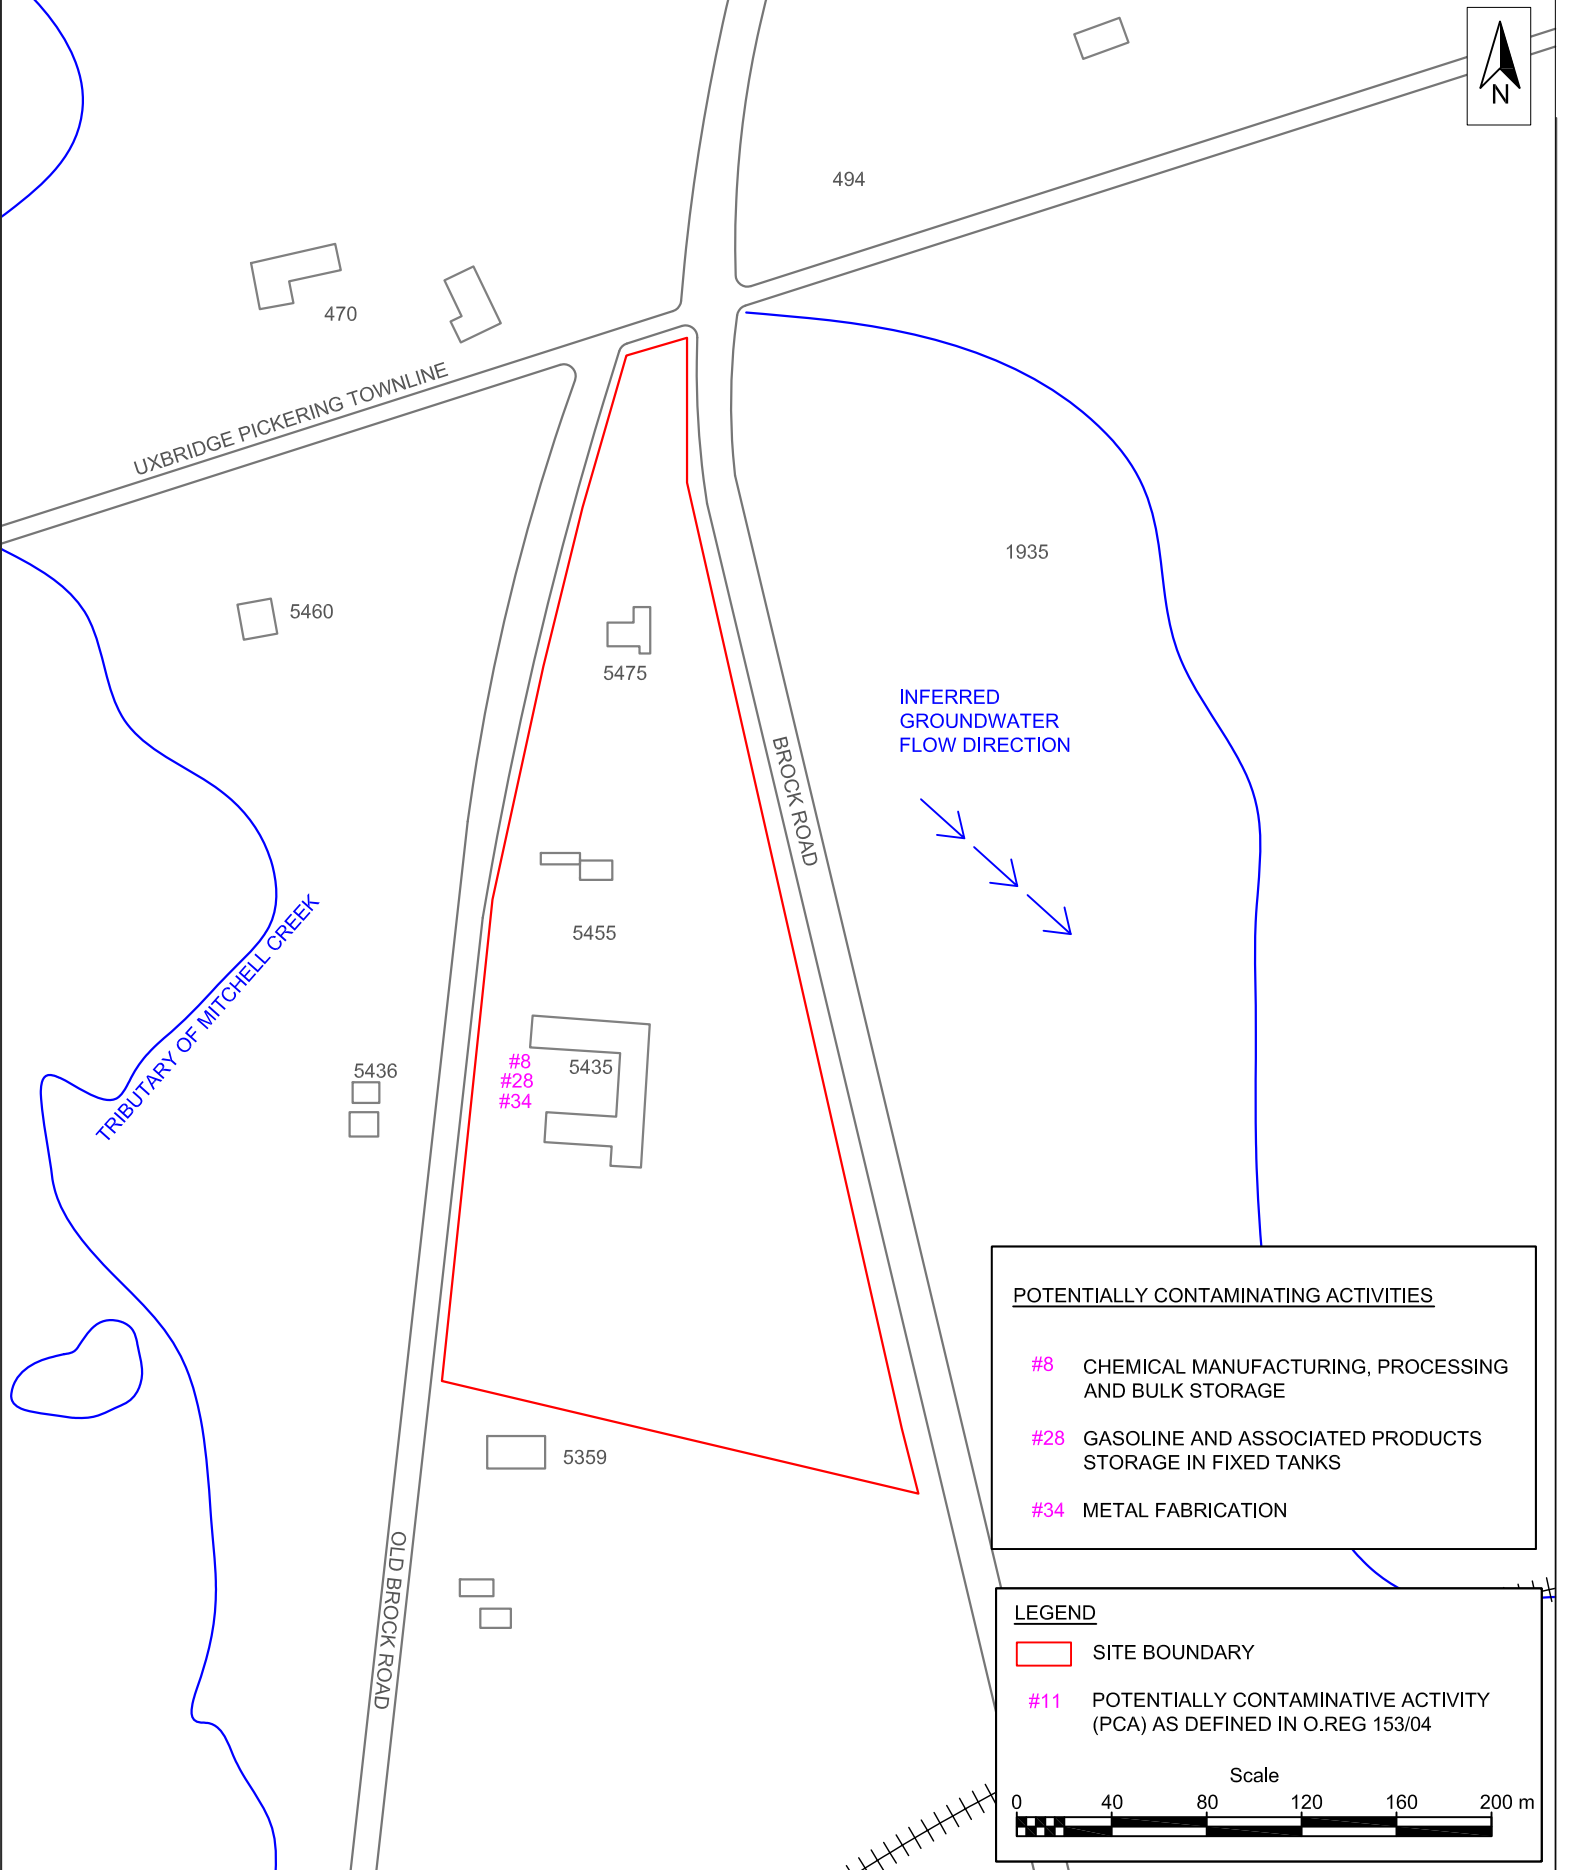 N
494
470
UXBRIDGE PICKERING TOWNLINE
1935
5460
5475
INFERRED
GROUNDWATER
FLOW DIRECTION
BROCK ROAD
5455
TRIBUTARY OF MITCHELL CREEK
5436
#8
#28
#34
5435
5359
OLD BROCK ROAD
POTENTIALLY CONTAMINATING ACTIVITIES
#8 CHEMICAL MANUFACTURING, PROCESSING
AND BULK STORAGE
#28 GASOLINE AND ASSOCIATED PRODUCTS
STORAGE IN FIXED TANKS
#34 METAL FABRICATION
LEGEND
SITE BOUNDARY
#11 POTENTIALLY CONTAMINATIVE ACTIVITY
(PCA) AS DEFINED IN O.REG 153/04
Scale
0 40 80 120 160 200 m